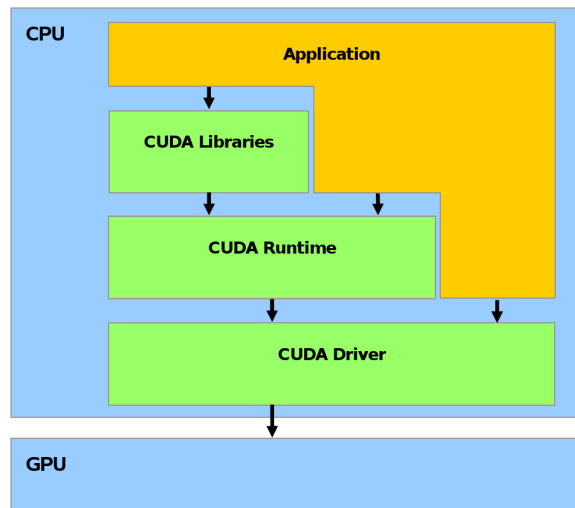 CPU
Application
CUDA Libraries
CUDA Runtime
CUDA Driver
GPU